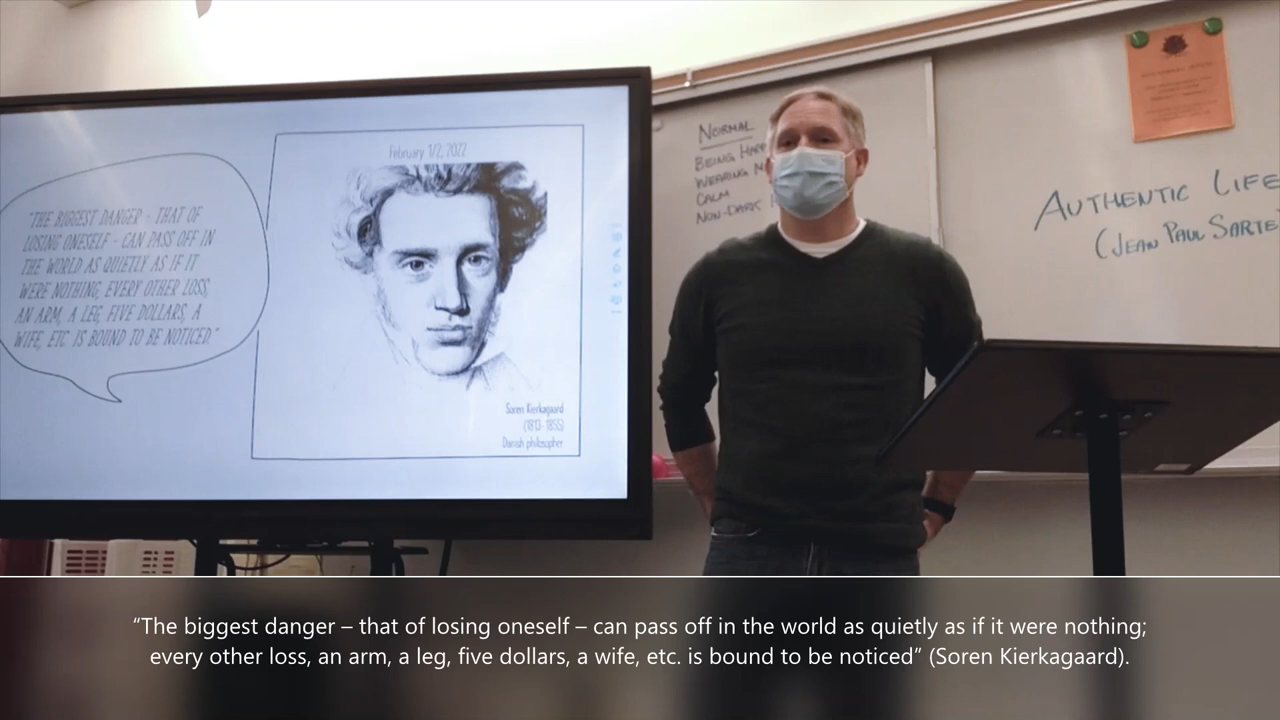 February 1/2, 2022
"THE BIGGEST DANGER - THAT OF
LOSING ONESELF - CAN PASS OFF IN
THE WORLD AS QUIETLY AS IF IT
WERE NOTHING; EVERY OTHER LOSS,
AN ARM, A LEG, FIVE DOLLARS, A
WIFE, ETC IS BOUND TO BE NOTICED."
Soren Kierkagaard
(1813-1855)
Danish philosopher
NORMAL
BEING
WEARING
CALM
NON-DARK
AUTHENTIC LIFE
(JEAN PAUL SARTE
“The biggest danger – that of losing oneself – can pass off in the world as quietly as if it were nothing;
every other loss, an arm, a leg, five dollars, a wife, etc. is bound to be noticed” (Soren Kierkagaard).